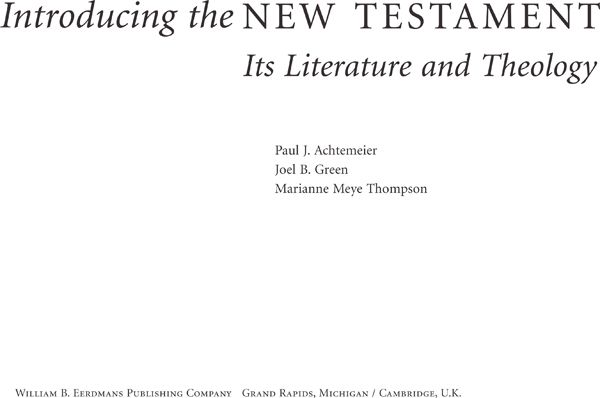 Introducing the NEW TESTAMENT
Its Literature and Theology
Paul J. Achtemeier
Joel B. Green
Marianne Meye Thompson
WILLIAM B. EERDMANS PUBLISHING COMPANY GRAND RAPIDS, MICHIGAN / CAMBRIDGE, U.K.